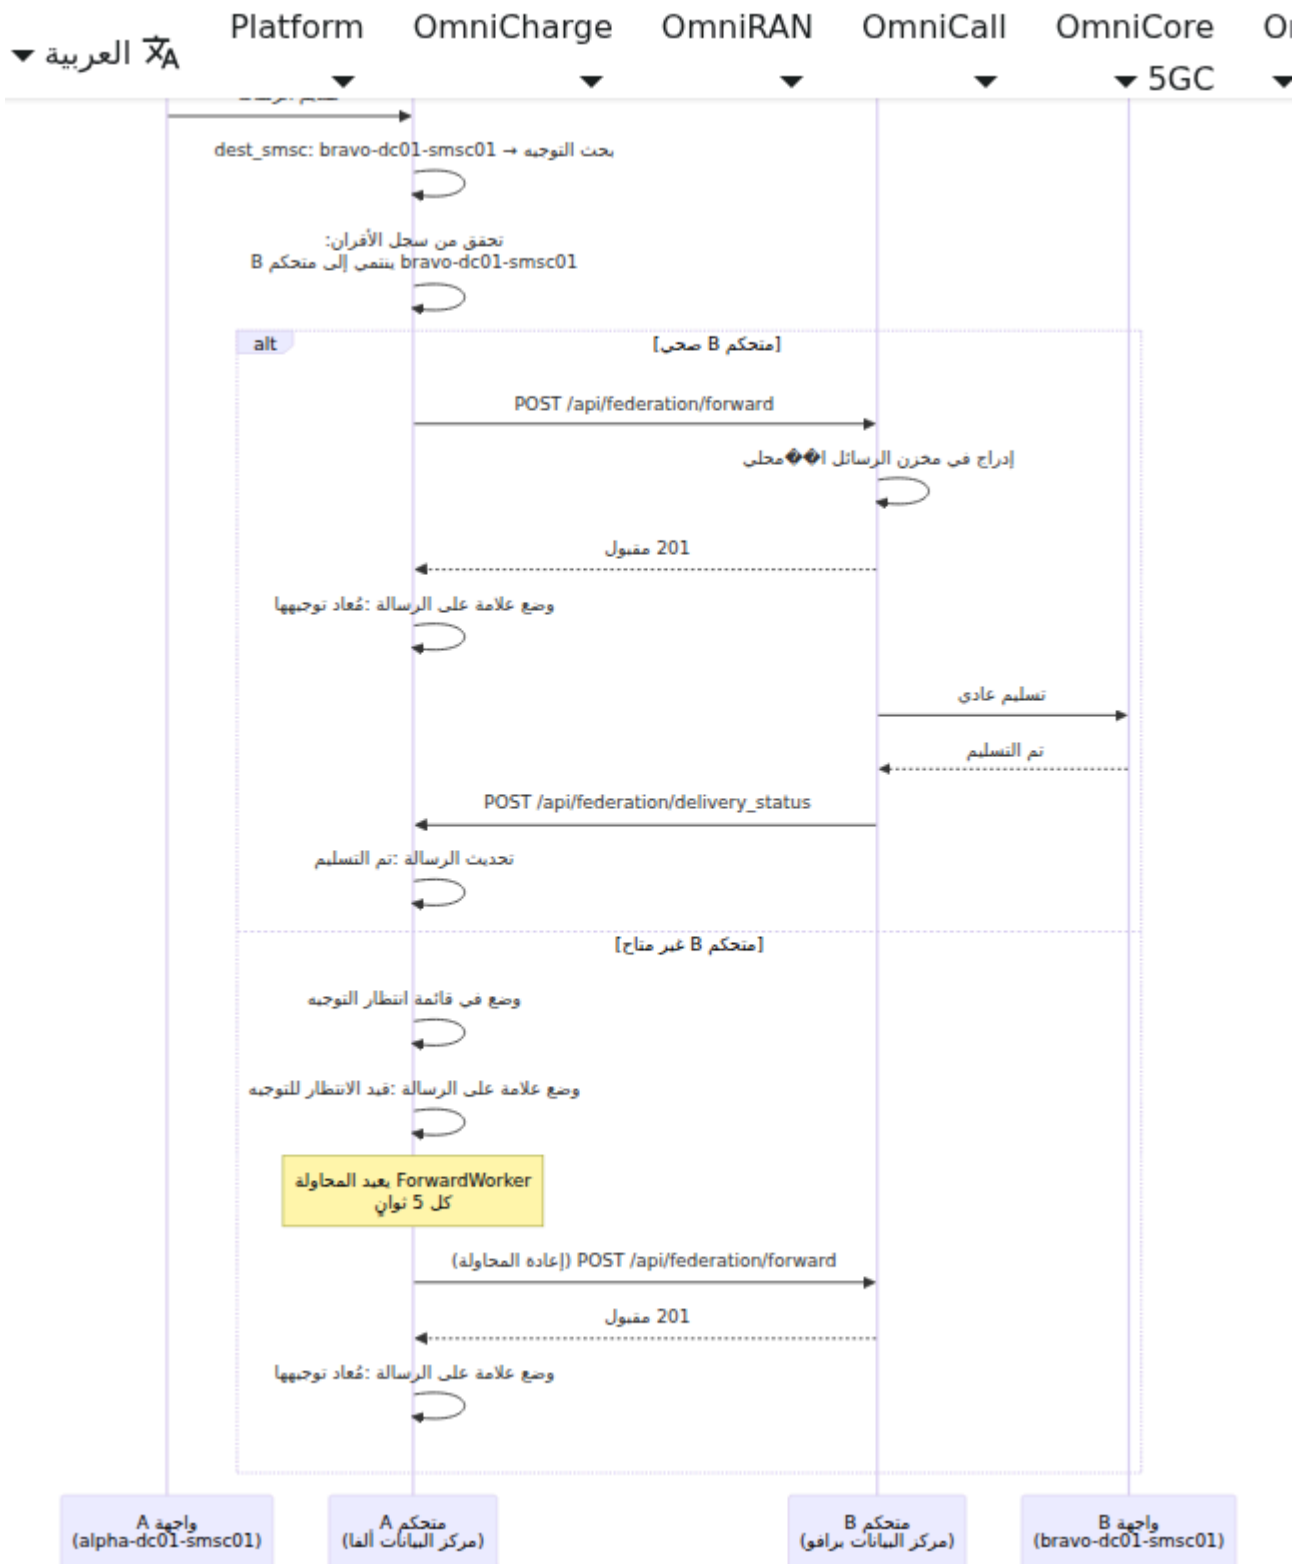 العربية
Platform
OmniCharge
OmniRAN
OmniCall
OmniCore
5GC
بحث التوجيه → dest_smsc: bravo-dc01-smsc01
تحقق من سجل الأقران:
bravo-dc01-smsc01 ينتمي إلى متحكم B
alt
[متحكم B صحي]
POST /api/federation/forward
إدراج في مخزن الرسائل ا��محلي
201 مقبول
وضع علامة على الرسالة :مُعاد توجيهها
تسليم عادي
تم التسليم
POST /api/federation/delivery_status
تحديث الرسالة :تم التسليم
[متحكم B غير متاح]
وضع في قائمة انتظار التوجيه
وضع علامة على الرسالة :قيد الانتظار للتوجيه
ForwardWorker يعيد المحاولة
كل 5 ثوانٍ
POST /api/federation/forward (إعادة المحاولة)
201 مقبول
وضع علامة على الرسالة :مُعاد توجيهها
واجهة A
(alpha-dc01-smsc01)
متحكم A
(مركز البيانات ألفا)
متحكم B
(مركز البيانات برافو)
واجهة B
(bravo-dc01-smsc01)